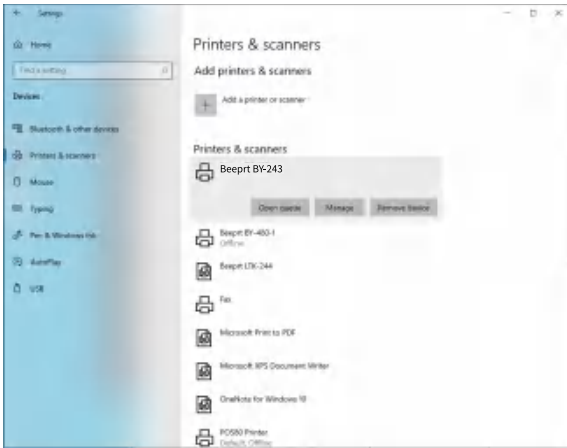 Settings
Home
Find a setting
Devices
Bluetooth & other devices
Printers & scanners
Mouse
Typing
Pen & Windows Ink
AutoPlay
USB
Printers & scanners
Add printers & scanners
Add a printer or scanner
Printers & scanners
Beeprt BY-243
Open queue Manage Remove device
Beeprt BY-480-1
Offline
Beeprt LTK-244
Fax
Microsoft Print to PDF
Microsoft XPS Document Writer
OneNote for Windows 10
POS80 Printer
Default, Offline